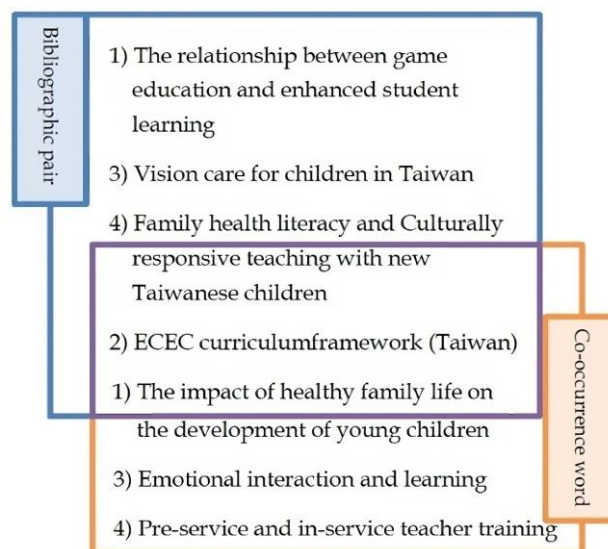 Bibliographic pair
1) The relationship between game
education and enhanced student
learning
3) Vision care for children in Taiwan
4) Family health literacy and Culturally
responsive teaching with new
Taiwanese children
2) ECEC curriculumframework (Taiwan)
1) The impact of healthy family life on
the development of young children
3) Emotional interaction and learning
4) Pre-service and in-service teacher training
Co-occurrence word